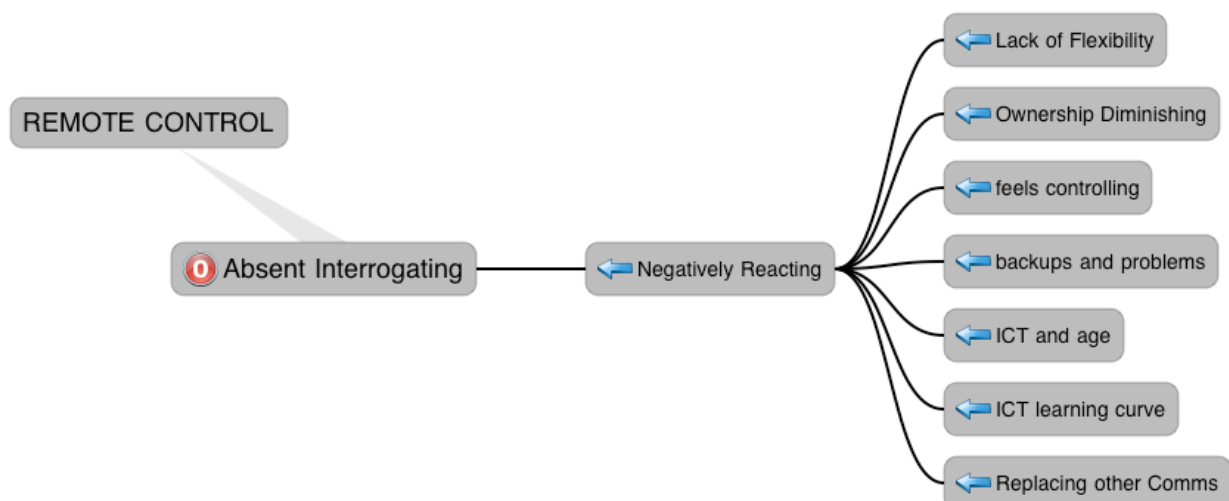 REMOTE CONTROL
0 Absent Interrogating
Negatively Reacting
Lack of Flexibility
Ownership Diminishing
feels controlling
backups and problems
ICT and age
ICT learning curve
Replacing other Comms